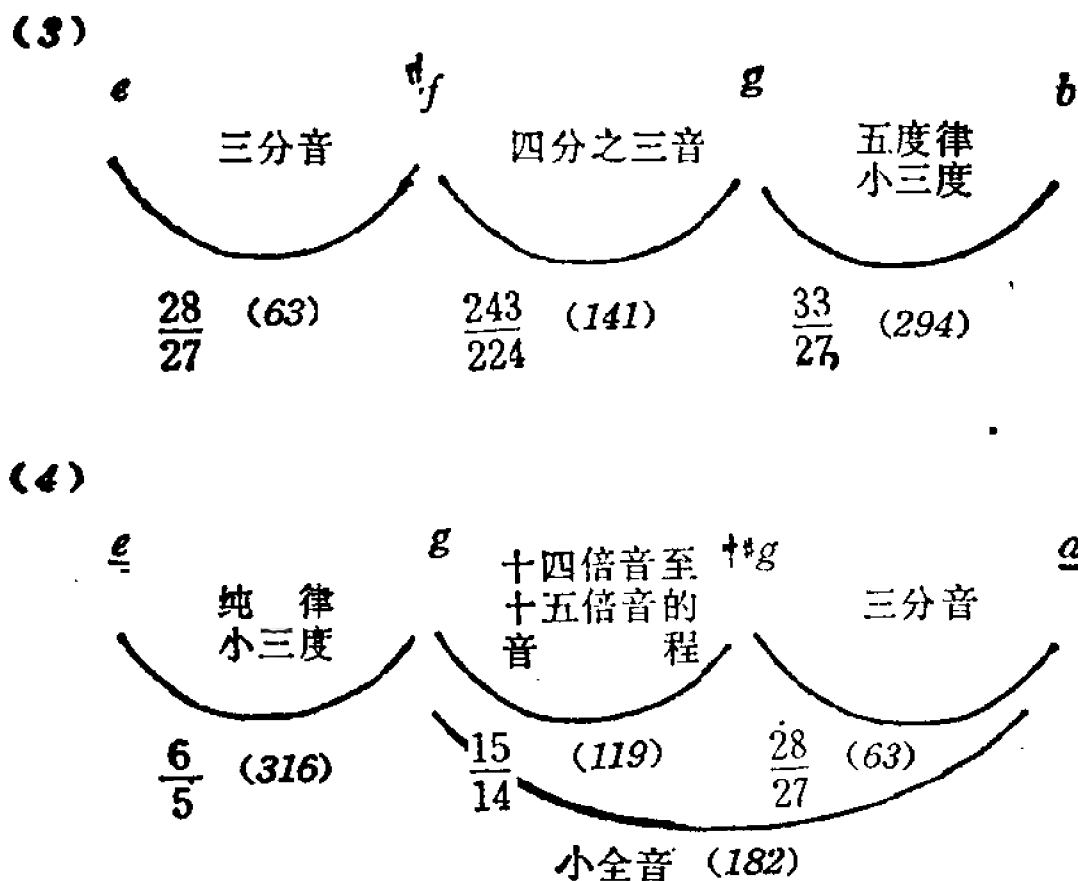 (3)
e ♯f g b
三分音 四分之三音 五度律
小三度
28/27 (63) 243/224 (141) 33/27 (294)
(4)
e g ‡♯g a
纯 律
小三度
十四倍音至
十五倍音的
音 程
三分音
6/5 (316) 15/14 (119) 28/27 (63)
小全音 (182)